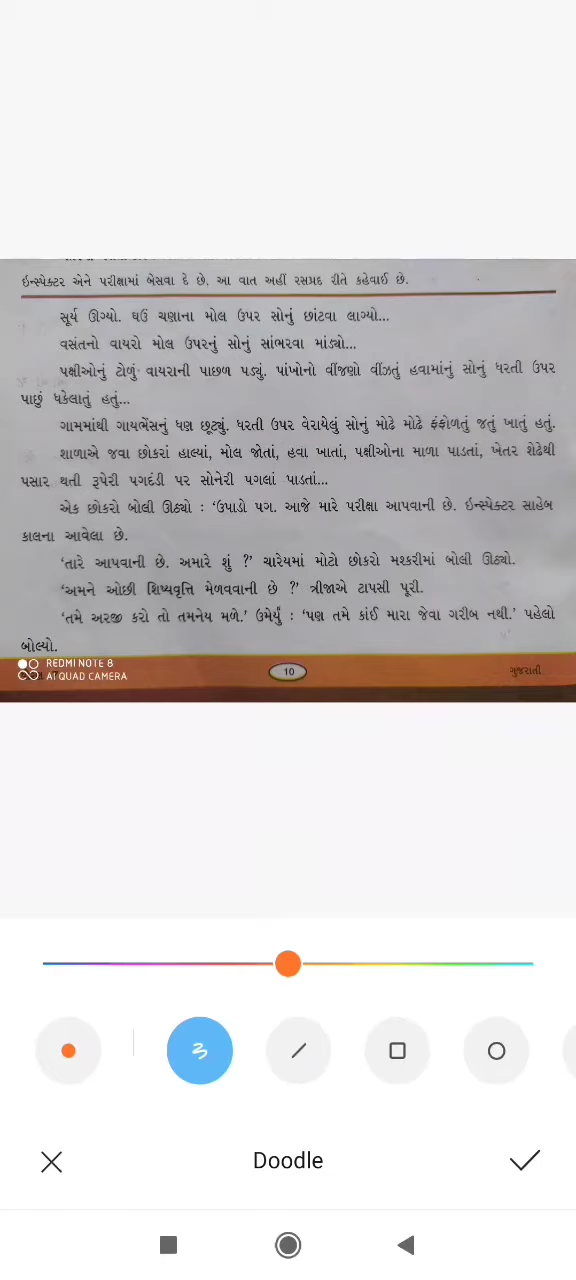 ઇન્સ્પેક્ટર એને પરીક્ષામાં બેસવા દે છે. આ વાત અહીં રસપ્રદ રીતે કહેવાઈ છે.
સૂર્ય ઊગ્યો. ઘઉં ચણાના મોલ ઉપર સોનું છાંટવા લાગ્યો...
વસંતનો વાયરો મોલ ઉપરનું સોનું સાંભરવા માંડ્યો...
પક્ષીઓનું ટોળું વાયરાની પાછળ પડ્યું. પાંખોનો વીંજણો વીંઝતું હવામાંનું સોનું ધરતી ઉપર
પાછું ધકેલાતું હતું...
ગામમાંથી ગાયભેંસનું ધણ છૂટ્યું. ધરતી ઉપર વેરાયેલું સોનું મોઢે મોઢે ફંફોળતું જતું ખાતું હતું.
શાળાએ જવા છોકરાં હાલ્યાં, મોલ જોતાં, હવા ખાતાં, પક્ષીઓના માળા પાડતાં, ખેતર શેઢેથી
પસાર થતી રૂપેરી પગદંડી પર સોનેરી પગલાં પાડતાં...
એક છોકરો બોલી ઊઠ્યો : ‘ઉપાડો પગ. આજે મારે પરીક્ષા આપવાની છે. ઇન્સ્પેક્ટર સાહેબ
કાલના આવેલા છે.
‘તારે આપવાની છે. અમારે શું ?’ ચારેયમાં મોટો છોકરો મશ્કરીમાં બોલી ઊઠ્યો.
‘અમને ઓછી શિષ્યવૃત્તિ મેળવવાની છે ?’ ત્રીજાએ ટાપસી પૂરી.
‘તમે અરજી કરો તો તમનેય મળે.’ ઉમેર્યું : ‘પણ તમે કાંઈ મારા જેવા ગરીબ નથી.’ પહેલો
બોલ્યો.
REDMI NOTE 8
AI QUAD CAMERA
10
ગુજરાતી
Doodle